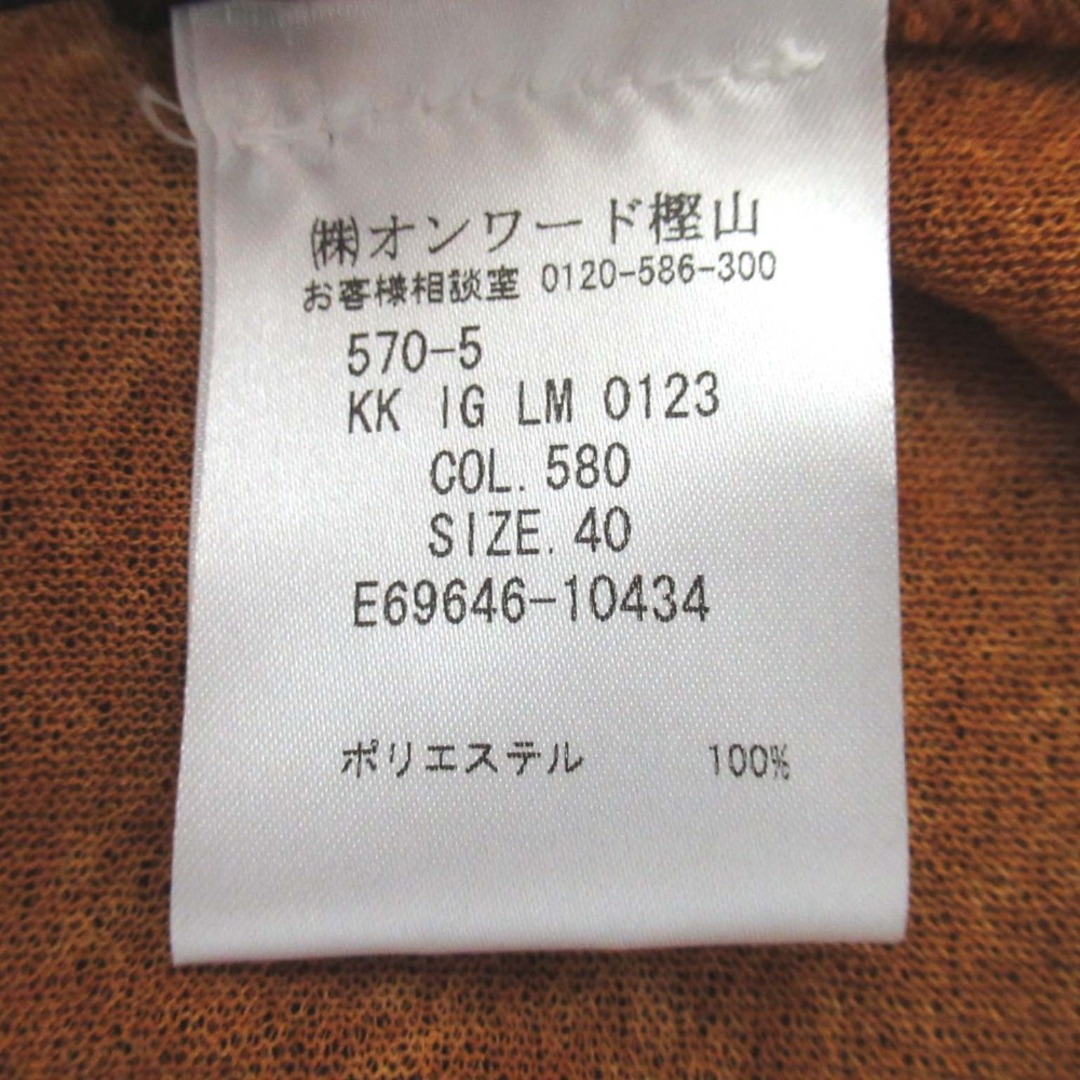 ㈱オンワード樫山
お客様相談室 0120-586-300
570-5
KK IG LM 0123
COL. 580
SIZE. 40
E69646-10434
ポリエステル 100%